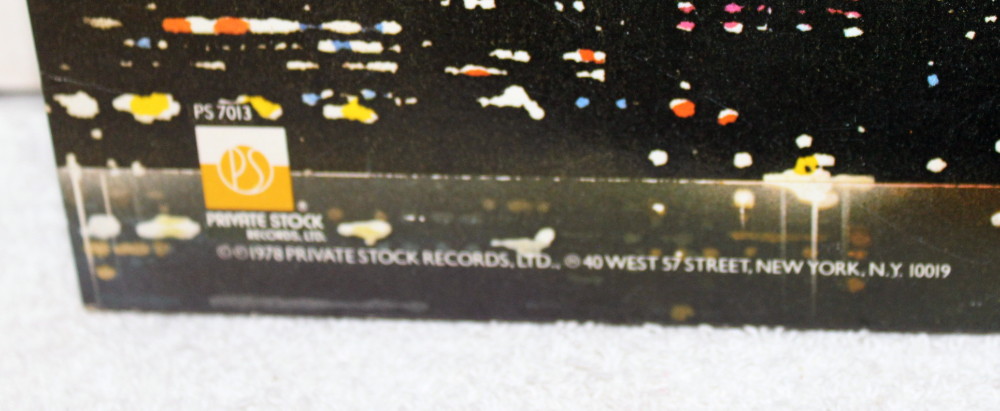 PS 7013
PS
®
PRIVATE STOCK
RECORDS, LTD.
©℗1978 PRIVATE STOCK RECORDS, LTD., ® 40 WEST 57 STREET, NEW YORK, N.Y. 10019